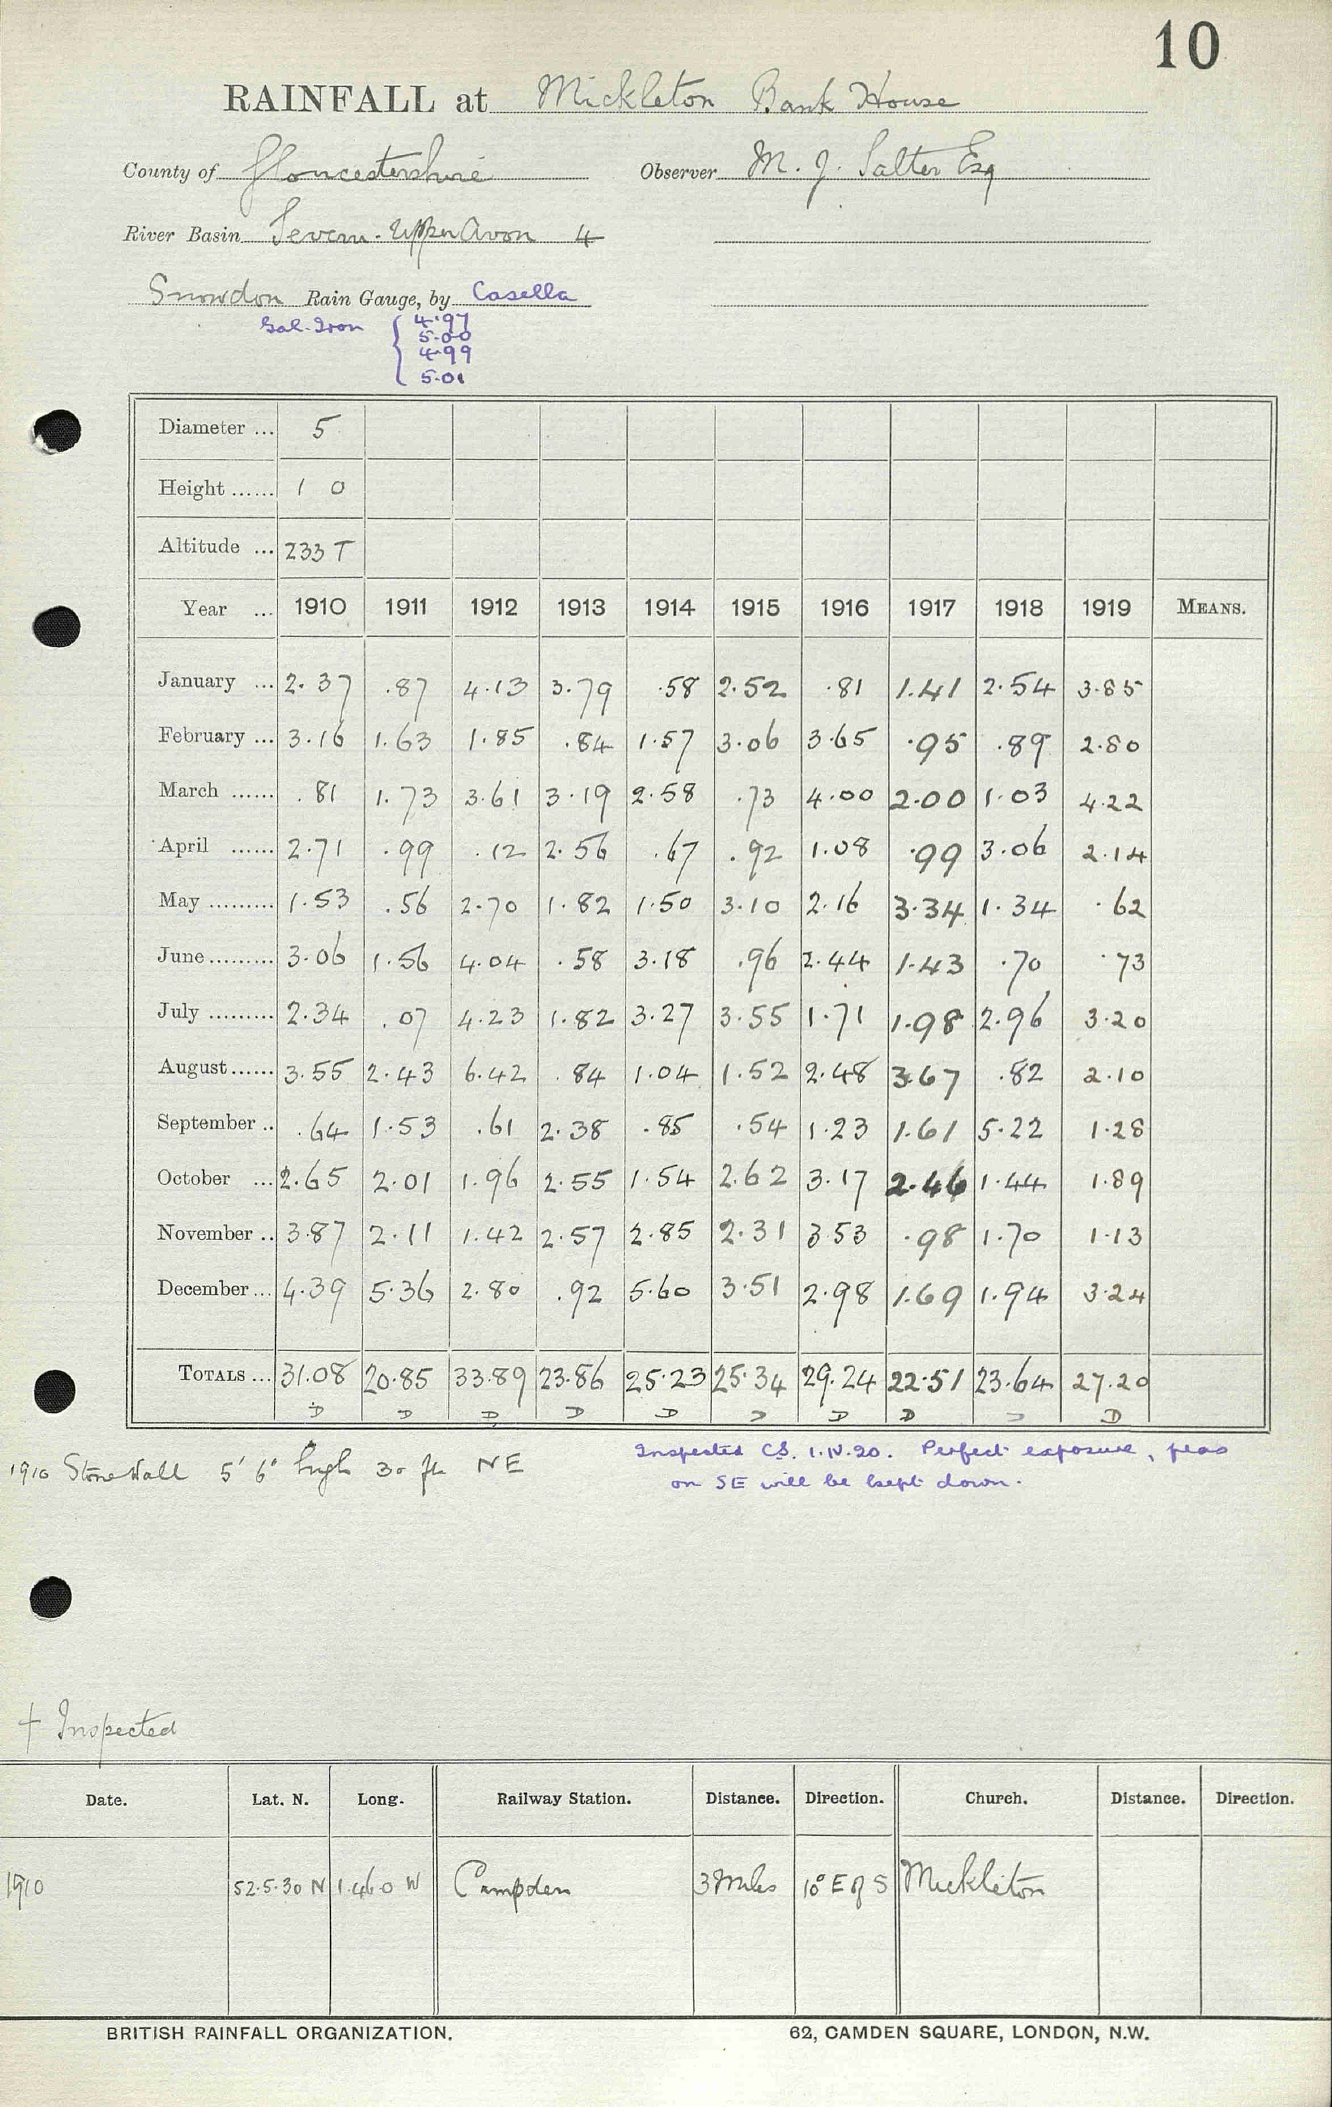 10
RAINFALL at Mickleton Bank House
County of Gloucestershire Observer M. J. Salter Esq
River Basin Severn - Upper Avon 4
Snowdon Rain Gauge, by Casella
Gal. Iron { 4.97
5.00
4.99
5.01
Diameter ... 5
Height ...... 1 0
Altitude ... 233 T
Year ... 1910 1911 1912 1913 1914 1915 1916 1917 1918 1919 MEANS.
January ... 2.37 .87 4.13 3.79 .58 2.52 .81 1.41 2.54 3.85
February ... 3.16 1.63 1.85 .84 1.57 3.06 3.65 .95 .89 2.80
March ...... .81 1.73 3.61 3.19 2.58 .73 4.00 2.00 1.03 4.22
April ...... 2.71 .99 .12 2.56 .67 .92 1.08 .99 3.06 2.14
May ......... 1.53 .56 2.70 1.82 1.50 3.10 2.16 3.34 1.34 .62
June ......... 3.06 1.56 4.04 .58 3.18 .96 2.44 1.43 .70 .73
July ......... 2.34 .07 4.23 1.82 3.27 3.55 1.71 1.98 2.96 3.20
August ...... 3.55 2.43 6.42 .84 1.04 1.52 2.48 3.67 .82 2.10
September .. .64 1.53 .61 2.38 .85 .54 1.23 1.61 5.22 1.28
October ... 2.65 2.01 1.96 2.55 1.54 2.62 3.17 2.46 1.44 1.89
November .. 3.87 2.11 1.42 2.57 2.85 2.31 3.53 .98 1.70 1.13
December ... 4.39 5.36 2.80 .92 5.60 3.51 2.98 1.69 1.94 3.24
TOTALS ... 31.08 20.85 33.89 23.86 25.23 25.34 29.24 22.51 23.64 27.20
D D D D D D D D D D
1910 Stone Wall 5' 6" high 30 ft NE
Inspected C.S. 1.IV.20. Perfect exposure, peas
on SE will be kept down.
† Inspected
Date. Lat. N. Long. Railway Station. Distance. Direction. Church. Distance. Direction.
1910 52.5.30 N 1.46.0 W Campden 3 Miles 10° E of S Mickleton
BRITISH RAINFALL ORGANIZATION. 62, CAMDEN SQUARE, LONDON, N.W.